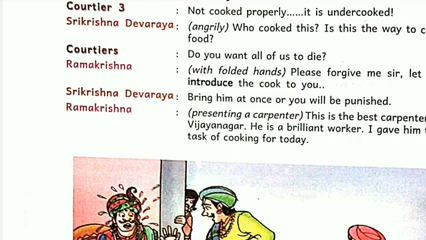 Courtier 3 : Not cooked properly......it is undercooked!
Srikrishna Devaraya : (angrily) Who cooked this? Is this the way to c
food?
Courtiers : Do you want all of us to die?
Ramakrishna : (with folded hands) Please forgive me sir, let
introduce the cook to you..
Srikrishna Devaraya : Bring him at once or you will be punished.
Ramakrishna : (presenting a carpenter) This is the best carpente
Vijayanagar. He is a brilliant worker. I gave him
task of cooking for today.